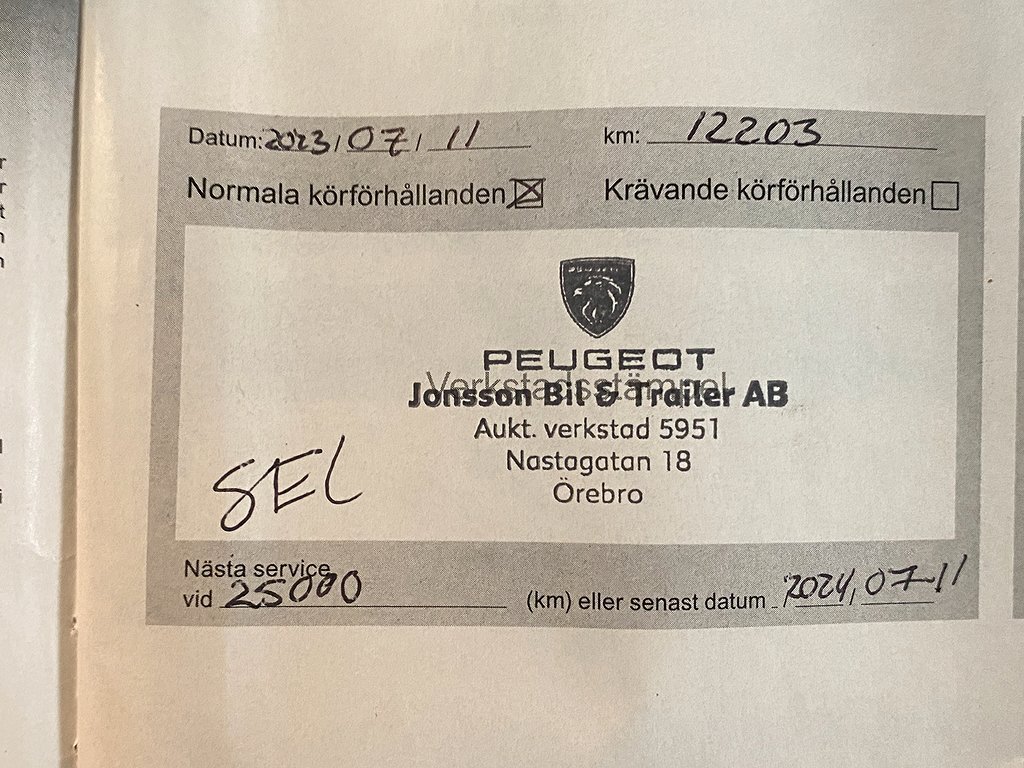 Datum: 2023/07/11 km: 12203
Normala körförhållanden Krävande körförhållanden
PEUGEOT
Verkstadsstämpel
Jonsson Bil & Trailer AB
Aukt. verkstad 5951
Nastagatan 18
Örebro
SEL
Nästa service
vid 25000 (km) eller senast datum 2024,07-11